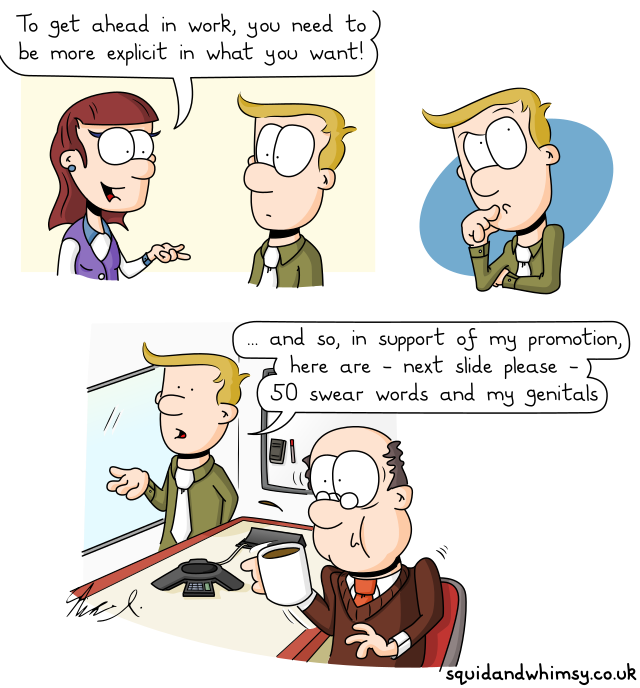 To get ahead in work, you need to
be more explicit in what you want!
... and so, in support of my promotion,
here are - next slide please -
50 swear words and my genitals
squidandwhimsy.co.uk